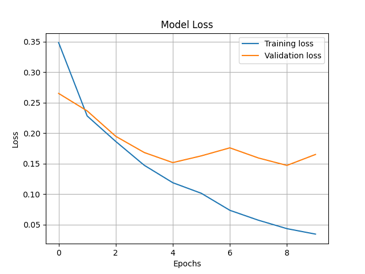 Model Loss
Training loss
Validation loss
0.35
0.30
0.25
0.20
0.15
0.10
0.05
Loss
0 2 4 6 8
Epochs